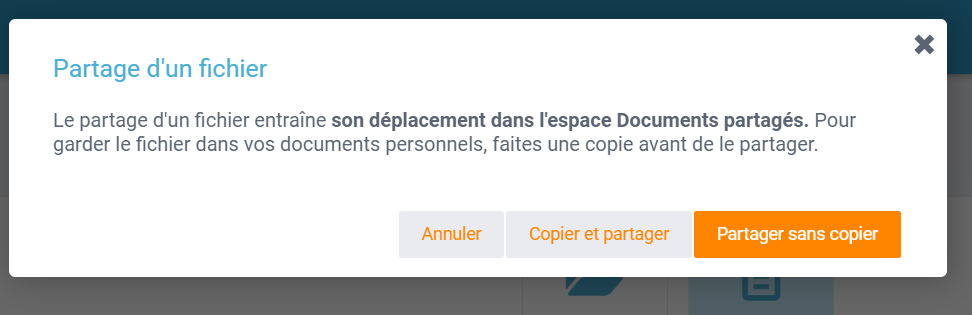 Partage d'un fichier
Le partage d'un fichier entraîne son déplacement dans l'espace Documents partagés. Pour
garder le fichier dans vos documents personnels, faites une copie avant de le partager.
Annuler
Copier et partager
Partager sans copier